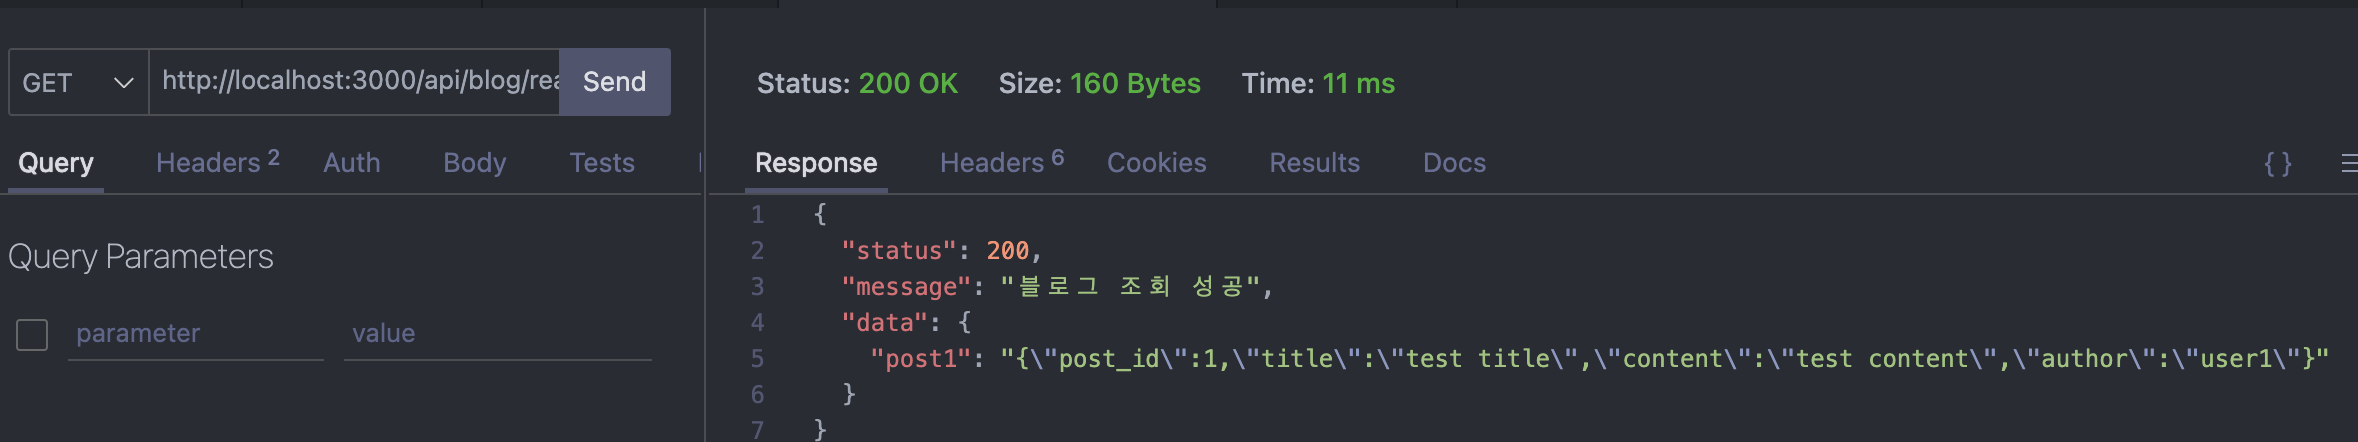 GET
http://localhost:3000/api/blog/rea
Send
Query
Headers 2
Auth
Body
Tests
Query Parameters
parameter
value
Status: 200 OK
Size: 160 Bytes
Time: 11 ms
Response
Headers 6
Cookies
Results
Docs
{ }
1 {
2 "status": 200,
3 "message": "블로그 조회 성공",
4 "data": {
5 "post1": "{\"post_id\":1,\"title\":\"test title\",\"content\":\"test content\",\"author\":\"user1\"}"
6 }
7 }